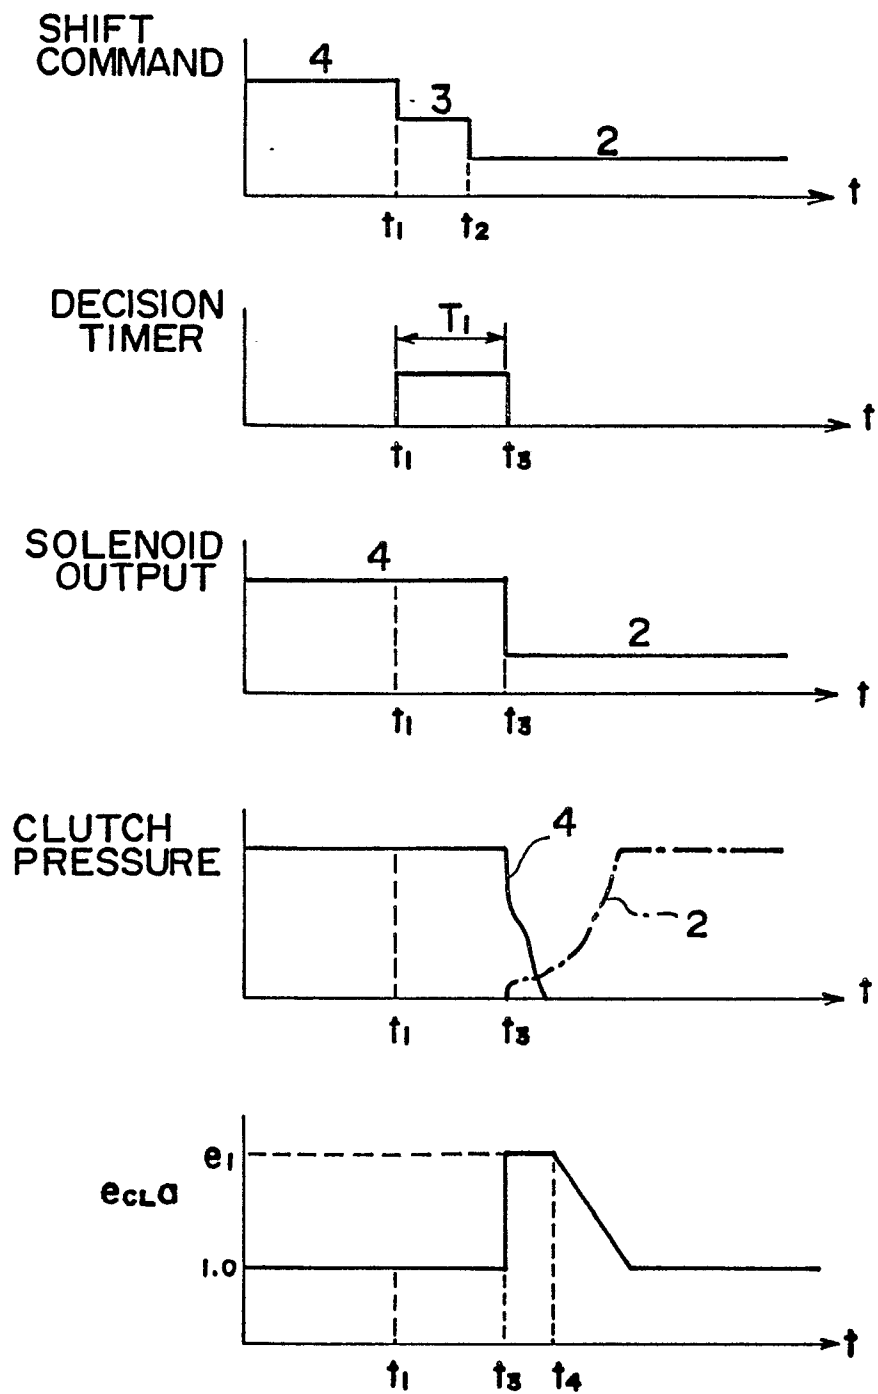 SHIFT
COMMAND
4
3
2
t
t1 t2
DECISION
TIMER
T1
t
t1 t3
SOLENOID
OUTPUT
4
2
t
t1 t3
CLUTCH
PRESSURE
4
2
t
t1 t3
e1
eCLa
1.0
t
t1 t3 t4